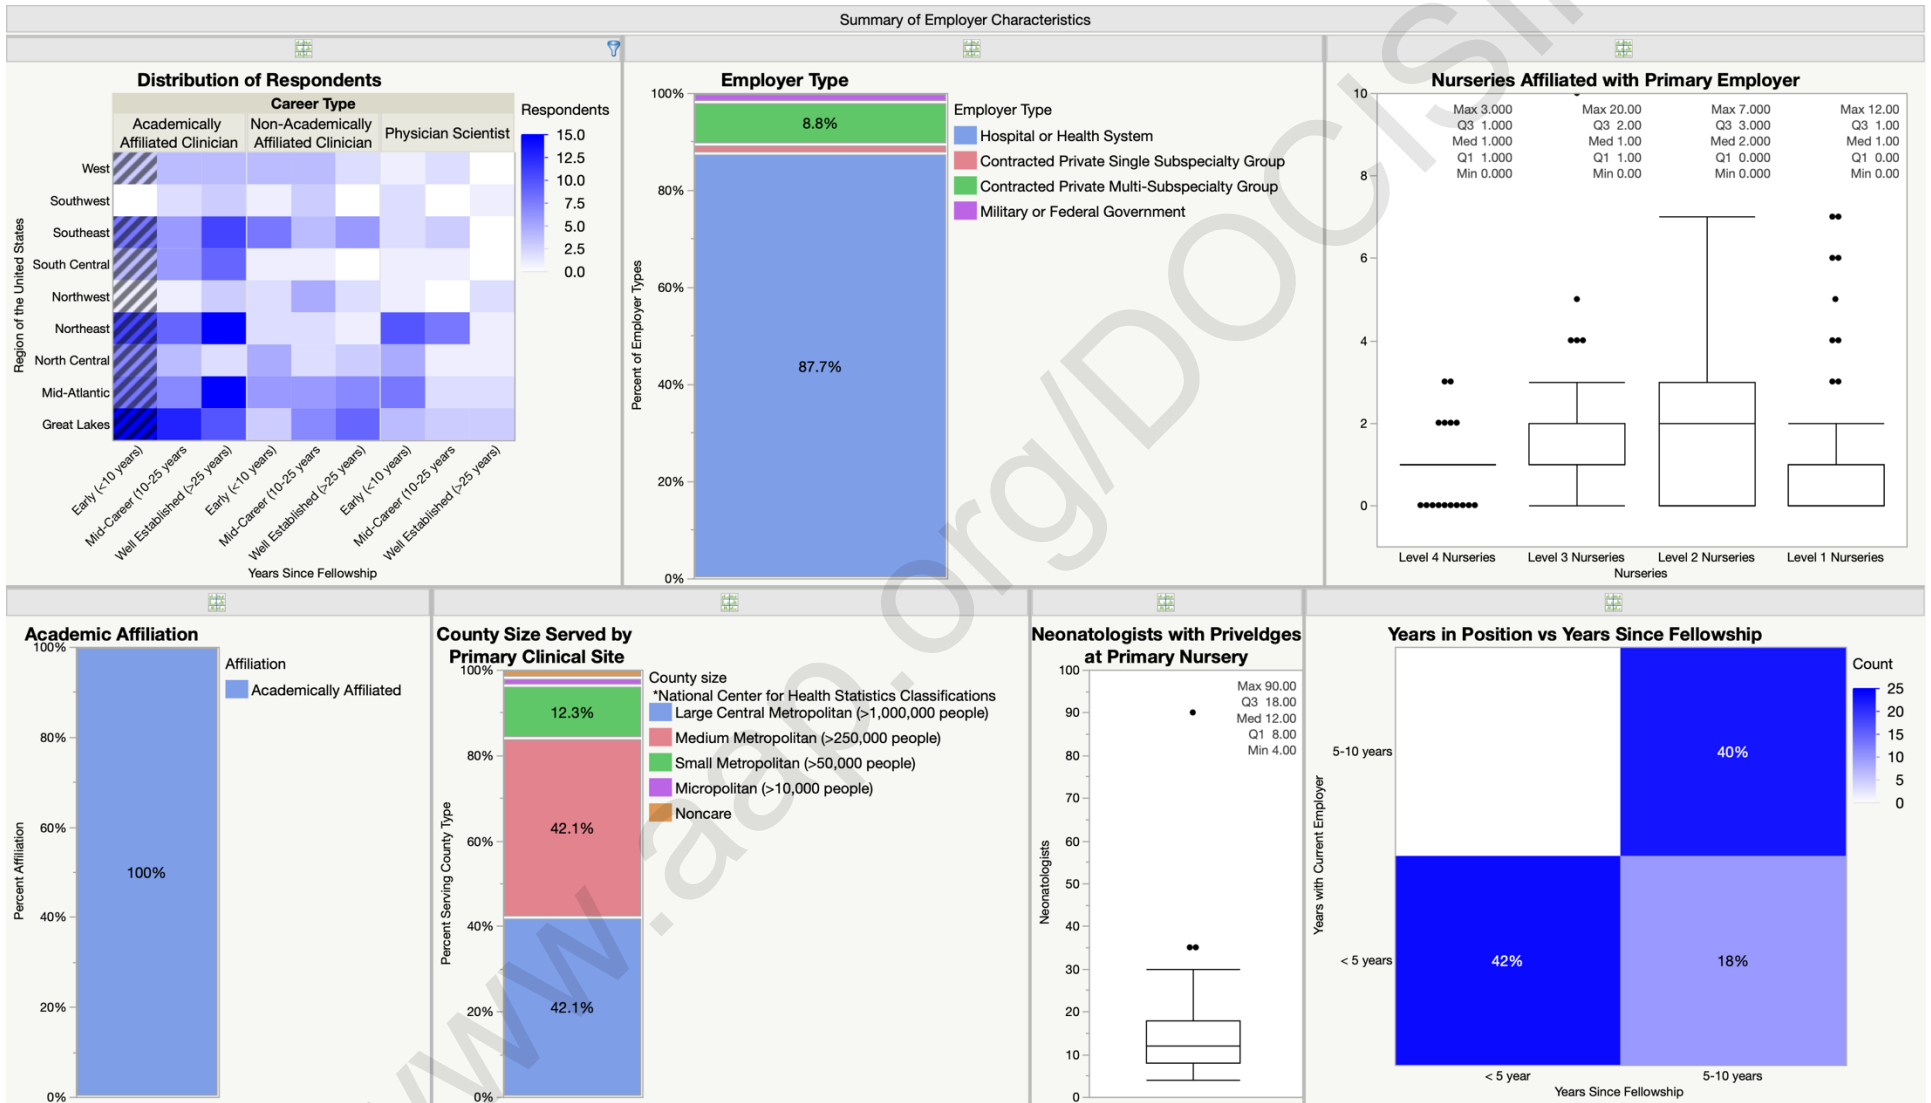 Summary of Employer Characteristics
Distribution of Respondents
Career Type
Academically
Affiliated Clinician
Non-Academically
Affiliated Clinician
Physician Scientist
Respondents
15.0
12.5
10.0
7.5
5.0
2.5
0.0
Region of the United States
West
Southwest
Southeast
South Central
Northwest
Northeast
North Central
Mid-Atlantic
Great Lakes
Early (<10 years)
Mid-Career (10-25 years
Well Established (>25 years)
Early (<10 years)
Mid-Career (10-25 years
Well Established (>25 years)
Early (<10 years)
Mid-Career (10-25 years
Well Established (>25 years)
Years Since Fellowship
Employer Type
Percent of Employer Types
100%
80%
60%
40%
20%
0%
8.8%
87.7%
Employer Type
Hospital or Health System
Contracted Private Single Subspecialty Group
Contracted Private Multi-Subspecialty Group
Military or Federal Government
Nurseries Affiliated with Primary Employer
10
8
6
4
2
0
Max 3.000
Q3 1.000
Med 1.000
Q1 1.000
Min 0.000
Max 20.00
Q3 2.00
Med 1.00
Q1 1.00
Min 0.00
Max 7.000
Q3 3.000
Med 2.000
Q1 0.000
Min 0.000
Max 12.00
Q3 1.00
Med 1.00
Q1 0.00
Min 0.00
Level 4 Nurseries
Level 3 Nurseries
Level 2 Nurseries
Level 1 Nurseries
Nurseries
Academic Affiliation
Percent Affiliation
100%
80%
60%
40%
20%
0%
100%
Affiliation
Academically Affiliated
County Size Served by
Primary Clinical Site
Percent Serving County Type
100%
80%
60%
40%
20%
0%
12.3%
42.1%
42.1%
County size
*National Center for Health Statistics Classifications
Large Central Metropolitan (>1,000,000 people)
Medium Metropolitan (>250,000 people)
Small Metropolitan (>50,000 people)
Micropolitan (>10,000 people)
Noncare
Neonatologists with Priveldges
at Primary Nursery
Neonatologists
100
90
80
70
60
50
40
30
20
10
0
Max 90.00
Q3 18.00
Med 12.00
Q1 8.00
Min 4.00
Years in Position vs Years Since Fellowship
Years with Current Employer
5-10 years
< 5 years
40%
42%
18%
< 5 year
5-10 years
Years Since Fellowship
Count
25
20
15
10
5
0